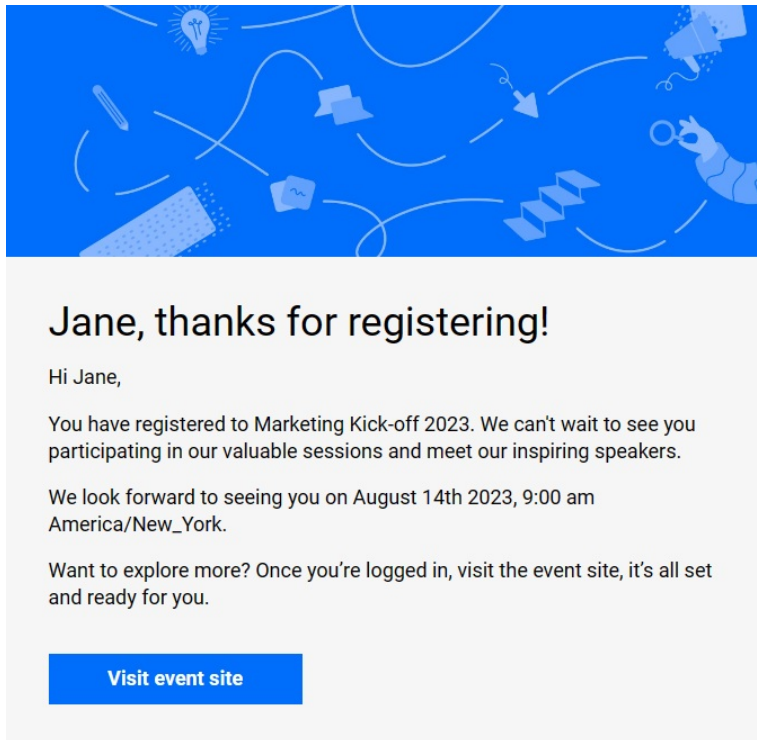 Jane, thanks for registering!
Hi Jane,
You have registered to Marketing Kick-off 2023. We can't wait to see you
participating in our valuable sessions and meet our inspiring speakers.
We look forward to seeing you on August 14th 2023, 9:00 am
America/New_York.
Want to explore more? Once you’re logged in, visit the event site, it’s all set
and ready for you.
Visit event site